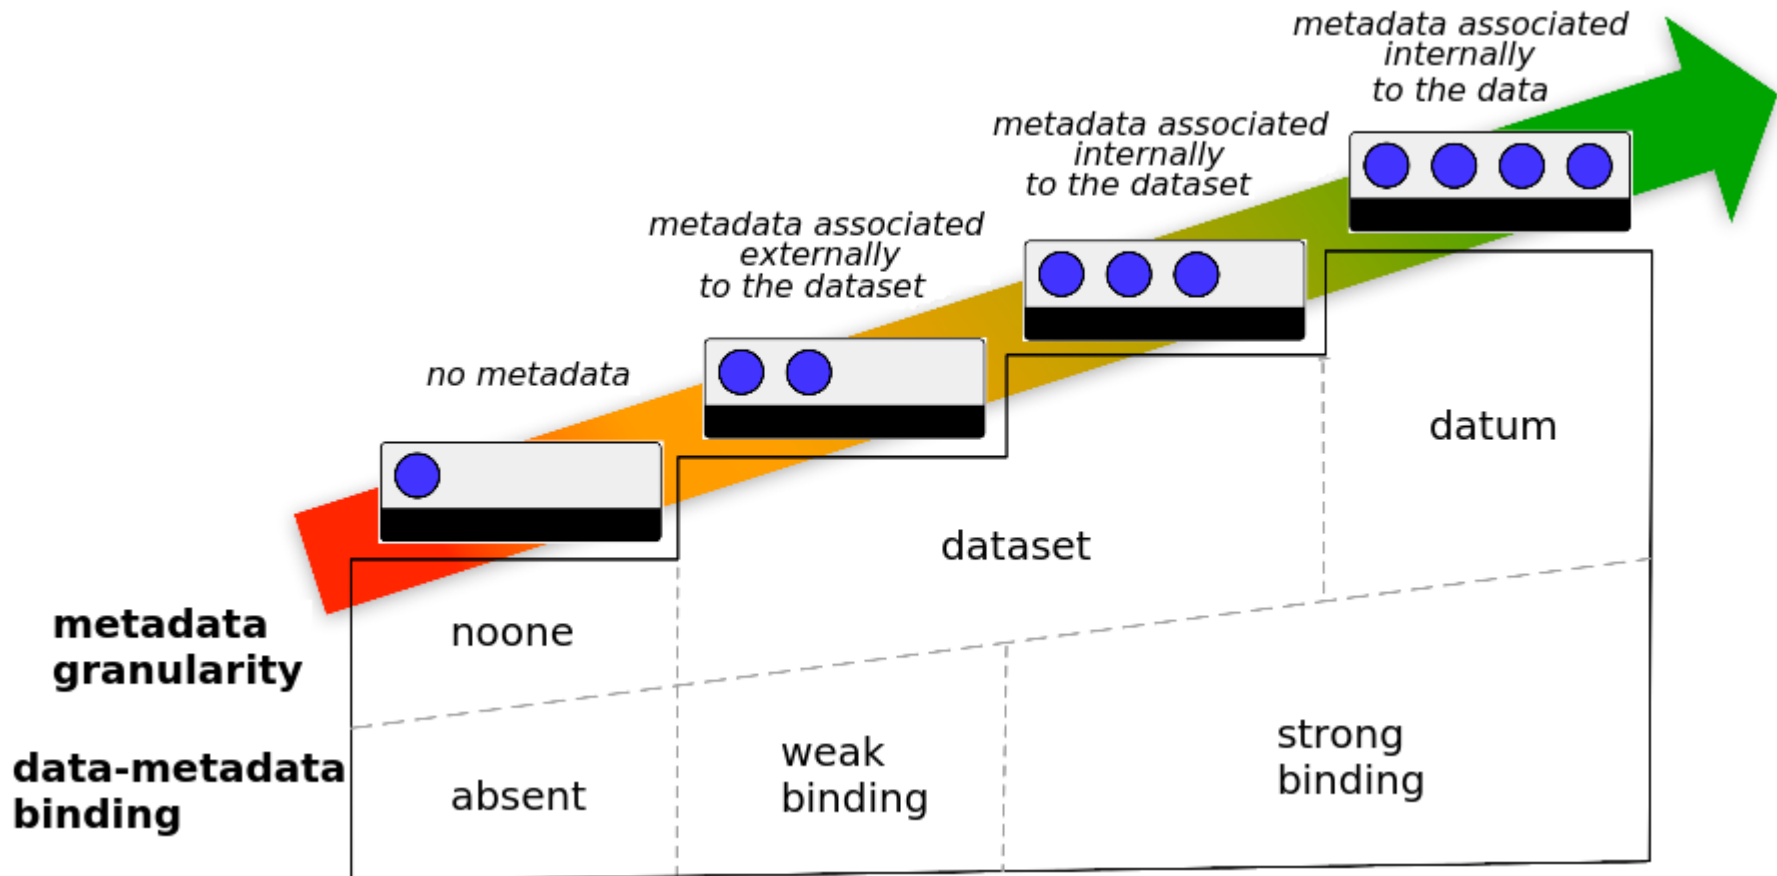 metadata associated
internally
to the data
metadata associated
internally
to the dataset
metadata associated
externally
to the dataset
no metadata
datum
dataset
metadata
granularity
noone
data-metadata
binding
absent
weak
binding
strong
binding